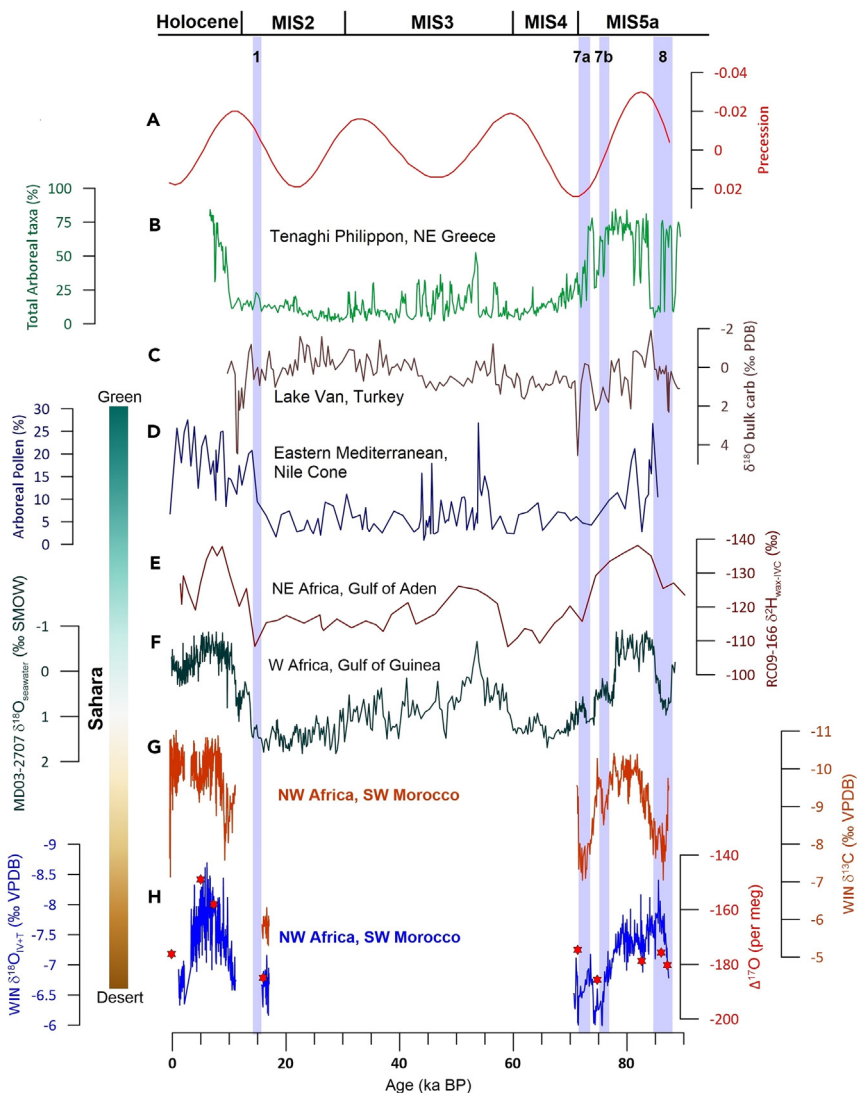 Holocene MIS2 MIS3 MIS4 MIS5a
1 7a 7b 8
A
-0.04
-0.02
0
0.02
Precession
100
75
50
25
0
Total Arboreal taxa (%)
B
Tenaghi Philippon, NE Greece
C
Lake Van, Turkey
-2
0
2
4
δ18O bulk carb (‰ PDB)
Green
Sahara
Desert
30
25
20
15
10
5
0
Arboreal Pollen (%)
D
Eastern Mediterranean,
Nile Cone
E
NE Africa, Gulf of Aden
-140
-130
-120
-110
-100
RC09-166 δ2Hwax-IVC (‰)
-1
0
1
2
MD03-2707 δ18Oseawater (‰ SMOW)
F
W Africa, Gulf of Guinea
G
NW Africa, SW Morocco
-11
-10
-9
-8
-7
-6
-5
WIN δ13C (‰ VPDB)
-9
-8.5
-8
-7.5
-7
-6.5
-6
WIN δ18OIV+T (‰ VPDB)
H
NW Africa, SW Morocco
-140
-160
-180
-200
Δ17O (per meg)
0 20 40 60 80
Age (ka BP)